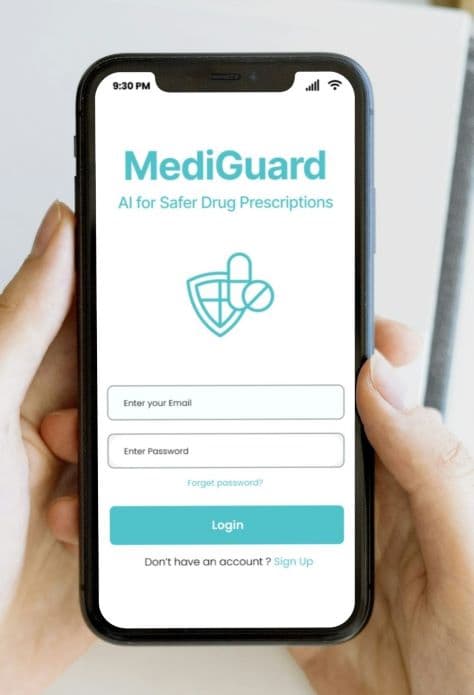 9:30 PM
MediGuard
AI for Safer Drug Prescriptions
Enter your Email
Enter Password
Forget password?
Login
Don't have an account ? Sign Up